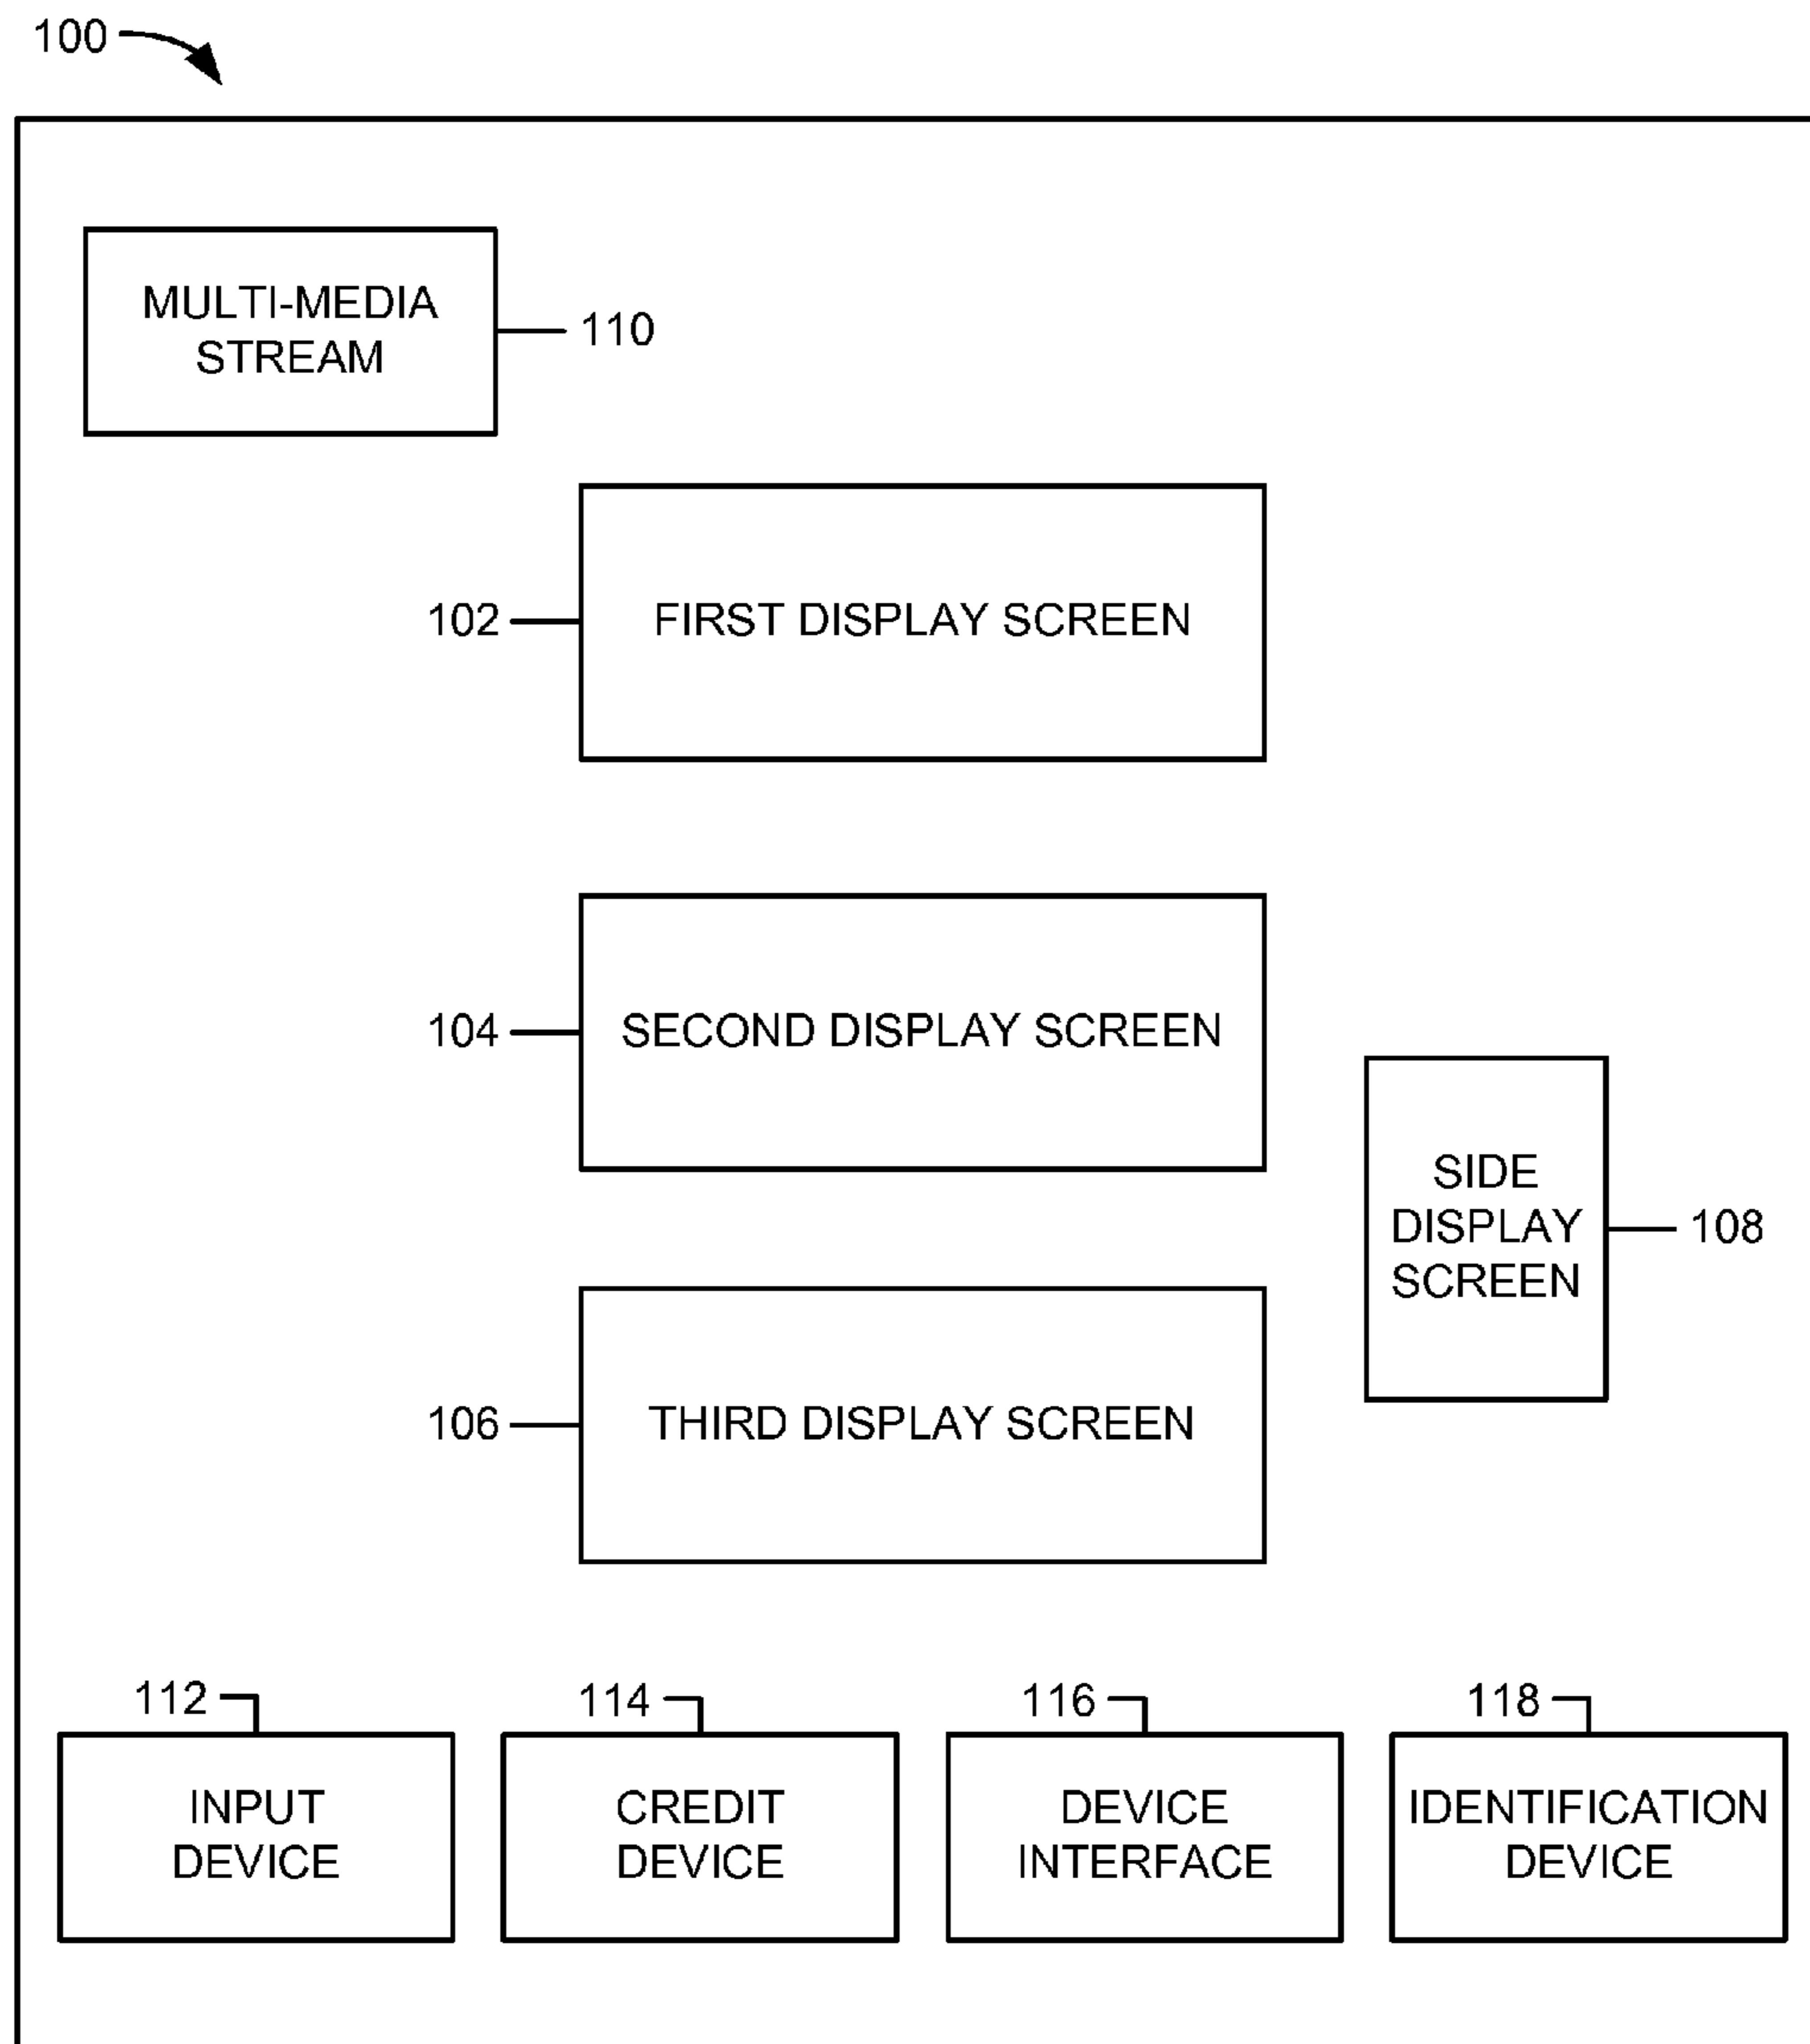 100
MULTI-MEDIA
STREAM
110
102
FIRST DISPLAY SCREEN
104
SECOND DISPLAY SCREEN
SIDE
DISPLAY
SCREEN
108
106
THIRD DISPLAY SCREEN
112
INPUT
DEVICE
114
CREDIT
DEVICE
116
DEVICE
INTERFACE
118
IDENTIFICATION
DEVICE